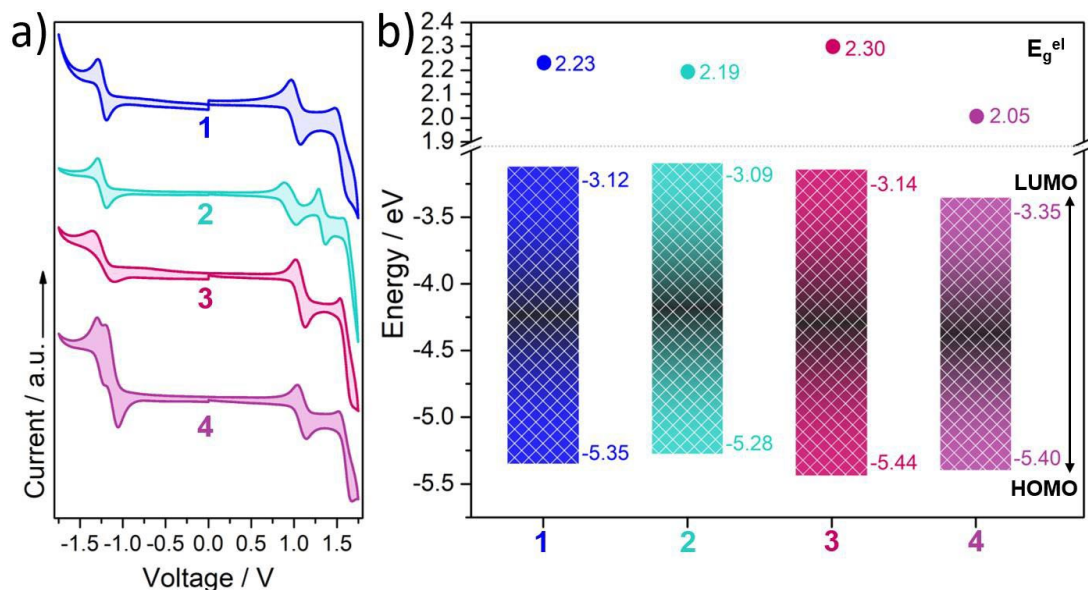 a)
1
2
3
4
Current / a.u.
-1.5 -1.0 -0.5 0.0 0.5 1.0 1.5
Voltage / V
b)
2.4
2.3
2.2
2.1
2.0
1.9
-3.5
-4.0
-4.5
-5.0
-5.5
Energy / eV
E_g^el
2.23
2.19
2.30
2.05
-3.12
-3.09
-3.14
LUMO
-3.35
-5.35
-5.28
-5.44
-5.40
HOMO
1 2 3 4